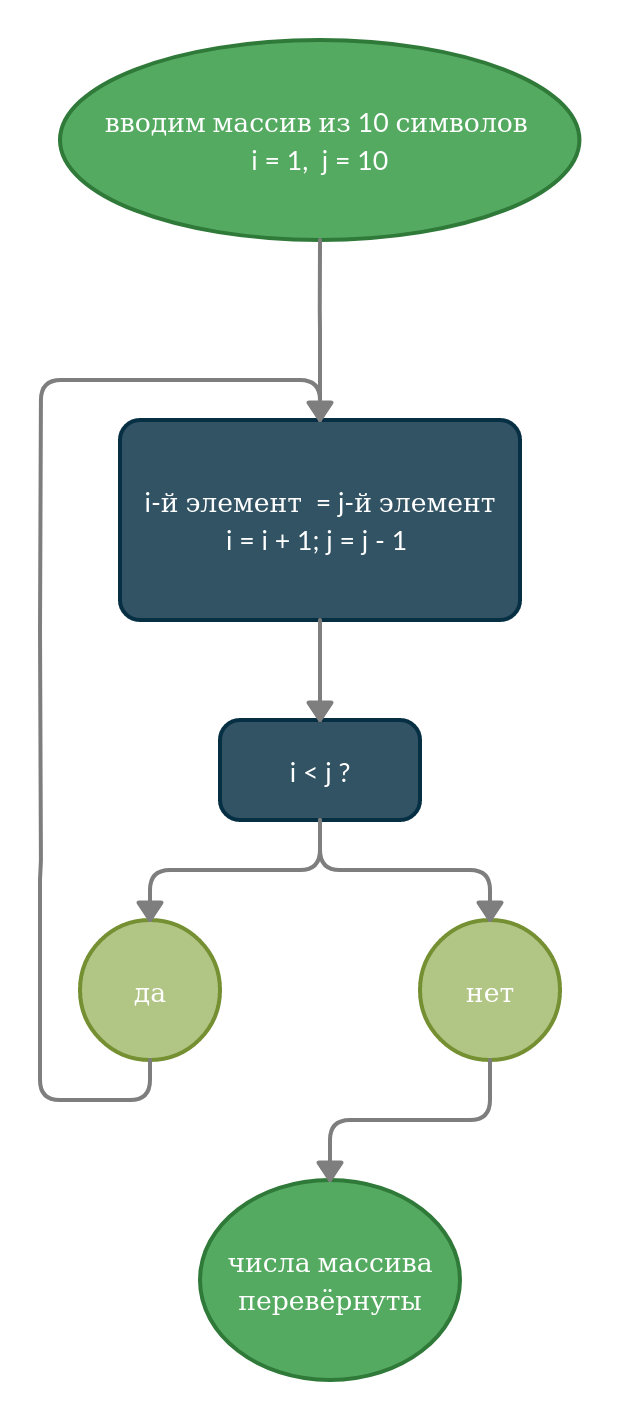 вводим массив из 10 символов
i = 1,  j = 10
i-й элемент  = j-й элемент
i = i + 1; j = j - 1
i < j ?
да
нет
числа массива
перевёрнуты